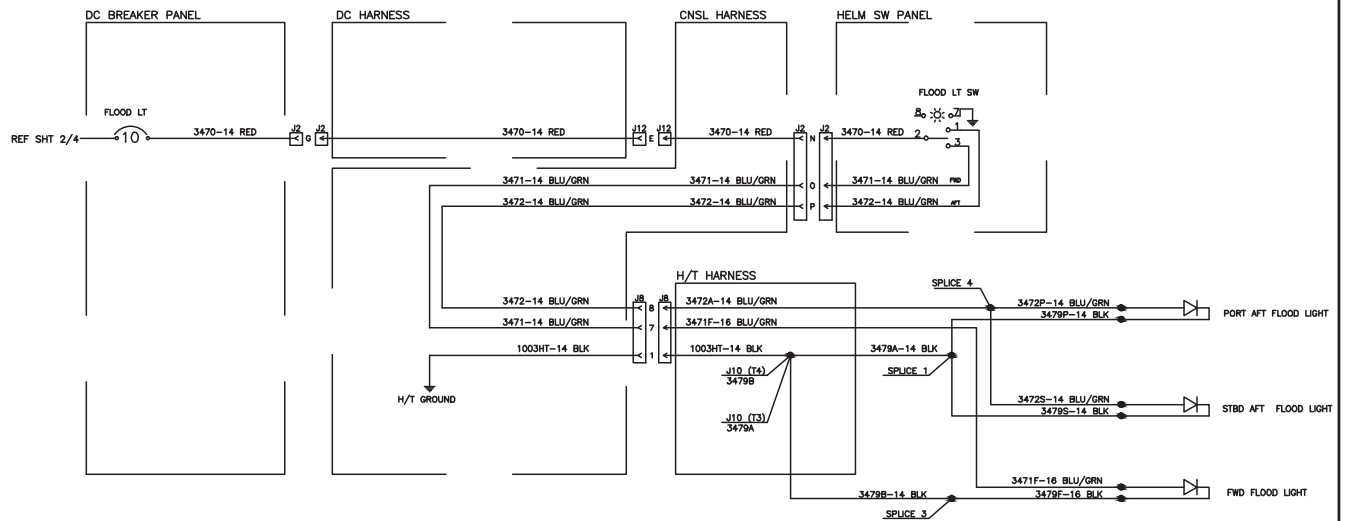 DC BREAKER PANEL
DC HARNESS
CNSL HARNESS
HELM SW PANEL
FLOOD LT
FLOOD LT SW
8 7
REF SHT 2/4
10
3470-14 RED
J2 G J2
3470-14 RED
J12 E J12
3470-14 RED
J2 N J2
3470-14 RED
2
1
3
3471-14 BLU/GRN
3471-14 BLU/GRN
O
3471-14 BLU/GRN
FWD
3472-14 BLU/GRN
3472-14 BLU/GRN
P
3472-14 BLU/GRN
AFT
H/T HARNESS
SPLICE 4
3472-14 BLU/GRN
J8 8 J8
3472A-14 BLU/GRN
3472P-14 BLU/GRN
3479P-14 BLK
PORT AFT FLOOD LIGHT
3471-14 BLU/GRN
7
3471F-16 BLU/GRN
1003HT-14 BLK
1
1003HT-14 BLK
3479A-14 BLK
J10 (T4)
3479B
SPLICE 1
H/T GROUND
J10 (T3)
3479A
3472S-14 BLU/GRN
3479S-14 BLK
STBD AFT FLOOD LIGHT
3471F-16 BLU/GRN
3479B-14 BLK
3479F-16 BLK
FWD FLOOD LIGHT
SPLICE 3